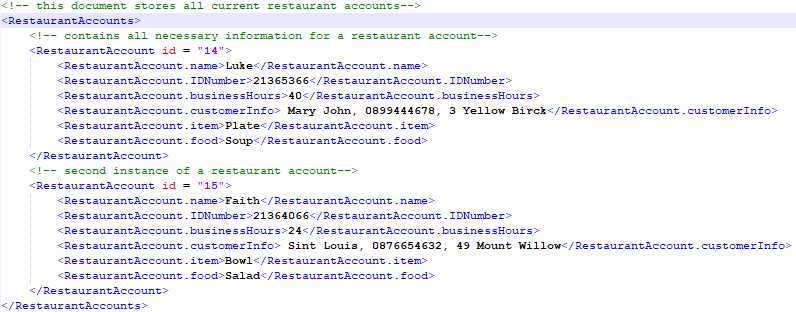 <!-- this document stores all current restaurant accounts-->
<RestaurantAccounts>
<!-- contains all necessary information for a restaurant account-->
<RestaurantAccount id = "14">
<RestaurantAccount.name>Luke</RestaurantAccount.name>
<RestaurantAccount.IDNumber>21365366</RestaurantAccount.IDNumber>
<RestaurantAccount.businessHours>40</RestaurantAccount.businessHours>
<RestaurantAccount.customerInfo> Mary John, 0899444678, 3 Yellow Birck</RestaurantAccount.customerInfo>
<RestaurantAccount.item>Plate</RestaurantAccount.item>
<RestaurantAccount.food>Soup</RestaurantAccount.food>
</RestaurantAccount>
<!-- second instance of a restaurant account-->
<RestaurantAccount id = "15">
<RestaurantAccount.name>Faith</RestaurantAccount.name>
<RestaurantAccount.IDNumber>21364066</RestaurantAccount.IDNumber>
<RestaurantAccount.businessHours>24</RestaurantAccount.businessHours>
<RestaurantAccount.customerInfo> Sint Louis, 0876654632, 49 Mount Willow</RestaurantAccount.customerInfo>
<RestaurantAccount.item>Bowl</RestaurantAccount.item>
<RestaurantAccount.food>Salad</RestaurantAccount.food>
</RestaurantAccount>
</RestaurantAccounts>